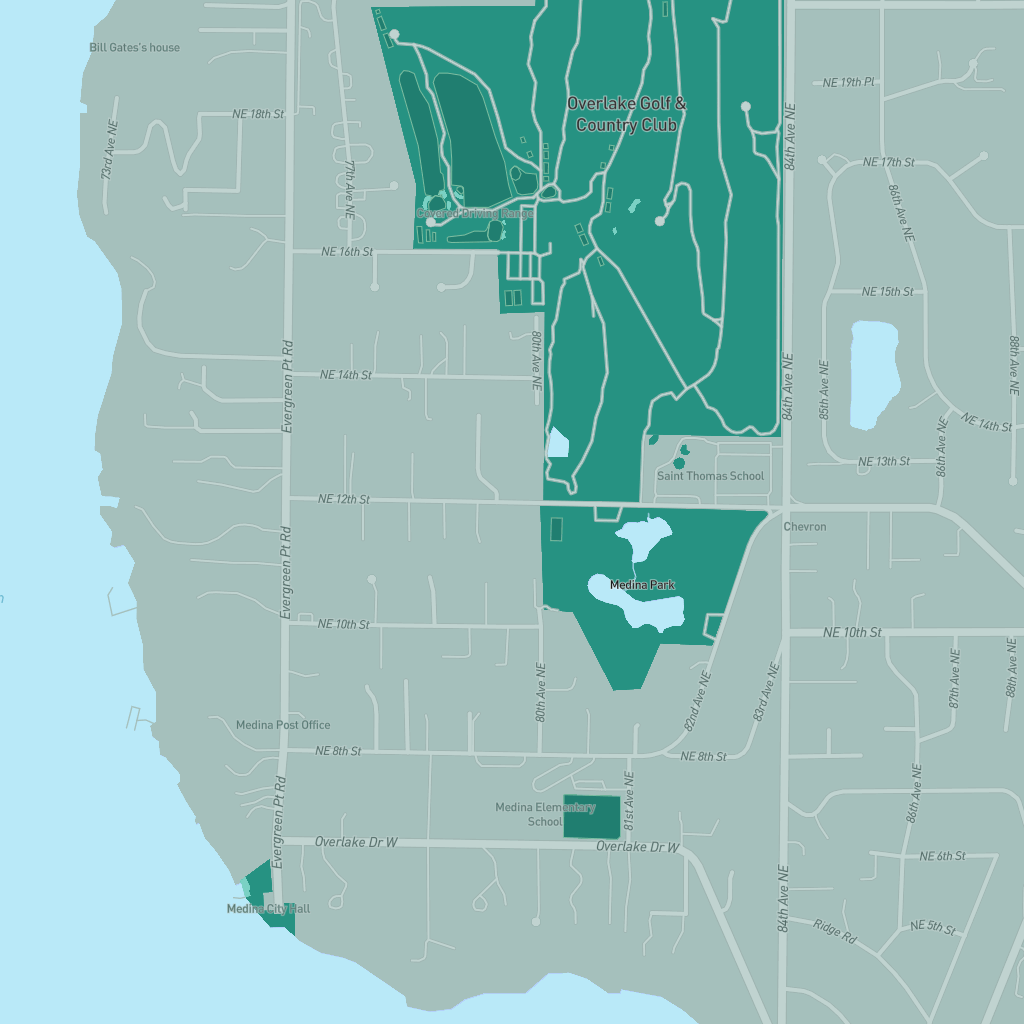 Bill Gates's house
NE 19th Pl
Overlake Golf &
Country Club
NE 18th St
84th Ave NE
73rd Ave NE
77th Ave NE
NE 17th St
86th Ave NE
Covered Driving Range
NE 16th St
NE 15th St
80th Ave NE
Evergreen Pt Rd
NE 14th St
84th Ave NE
85th Ave NE
88th Ave NE
NE 14th St
86th Ave NE
NE 13th St
Saint Thomas School
NE 12th St
Chevron
Evergreen Pt Rd
Medina Park
NE 10th St
NE 10th St
80th Ave NE
82nd Ave NE
83rd Ave NE
87th Ave NE
88th Ave NE
Medina Post Office
NE 8th St
NE 8th St
Evergreen Pt Rd
81st Ave NE
86th Ave NE
Medina Elementary
School
Overlake Dr W
Overlake Dr W
NE 6th St
84th Ave NE
Medina City Hall
Ridge Rd
NE 5th St